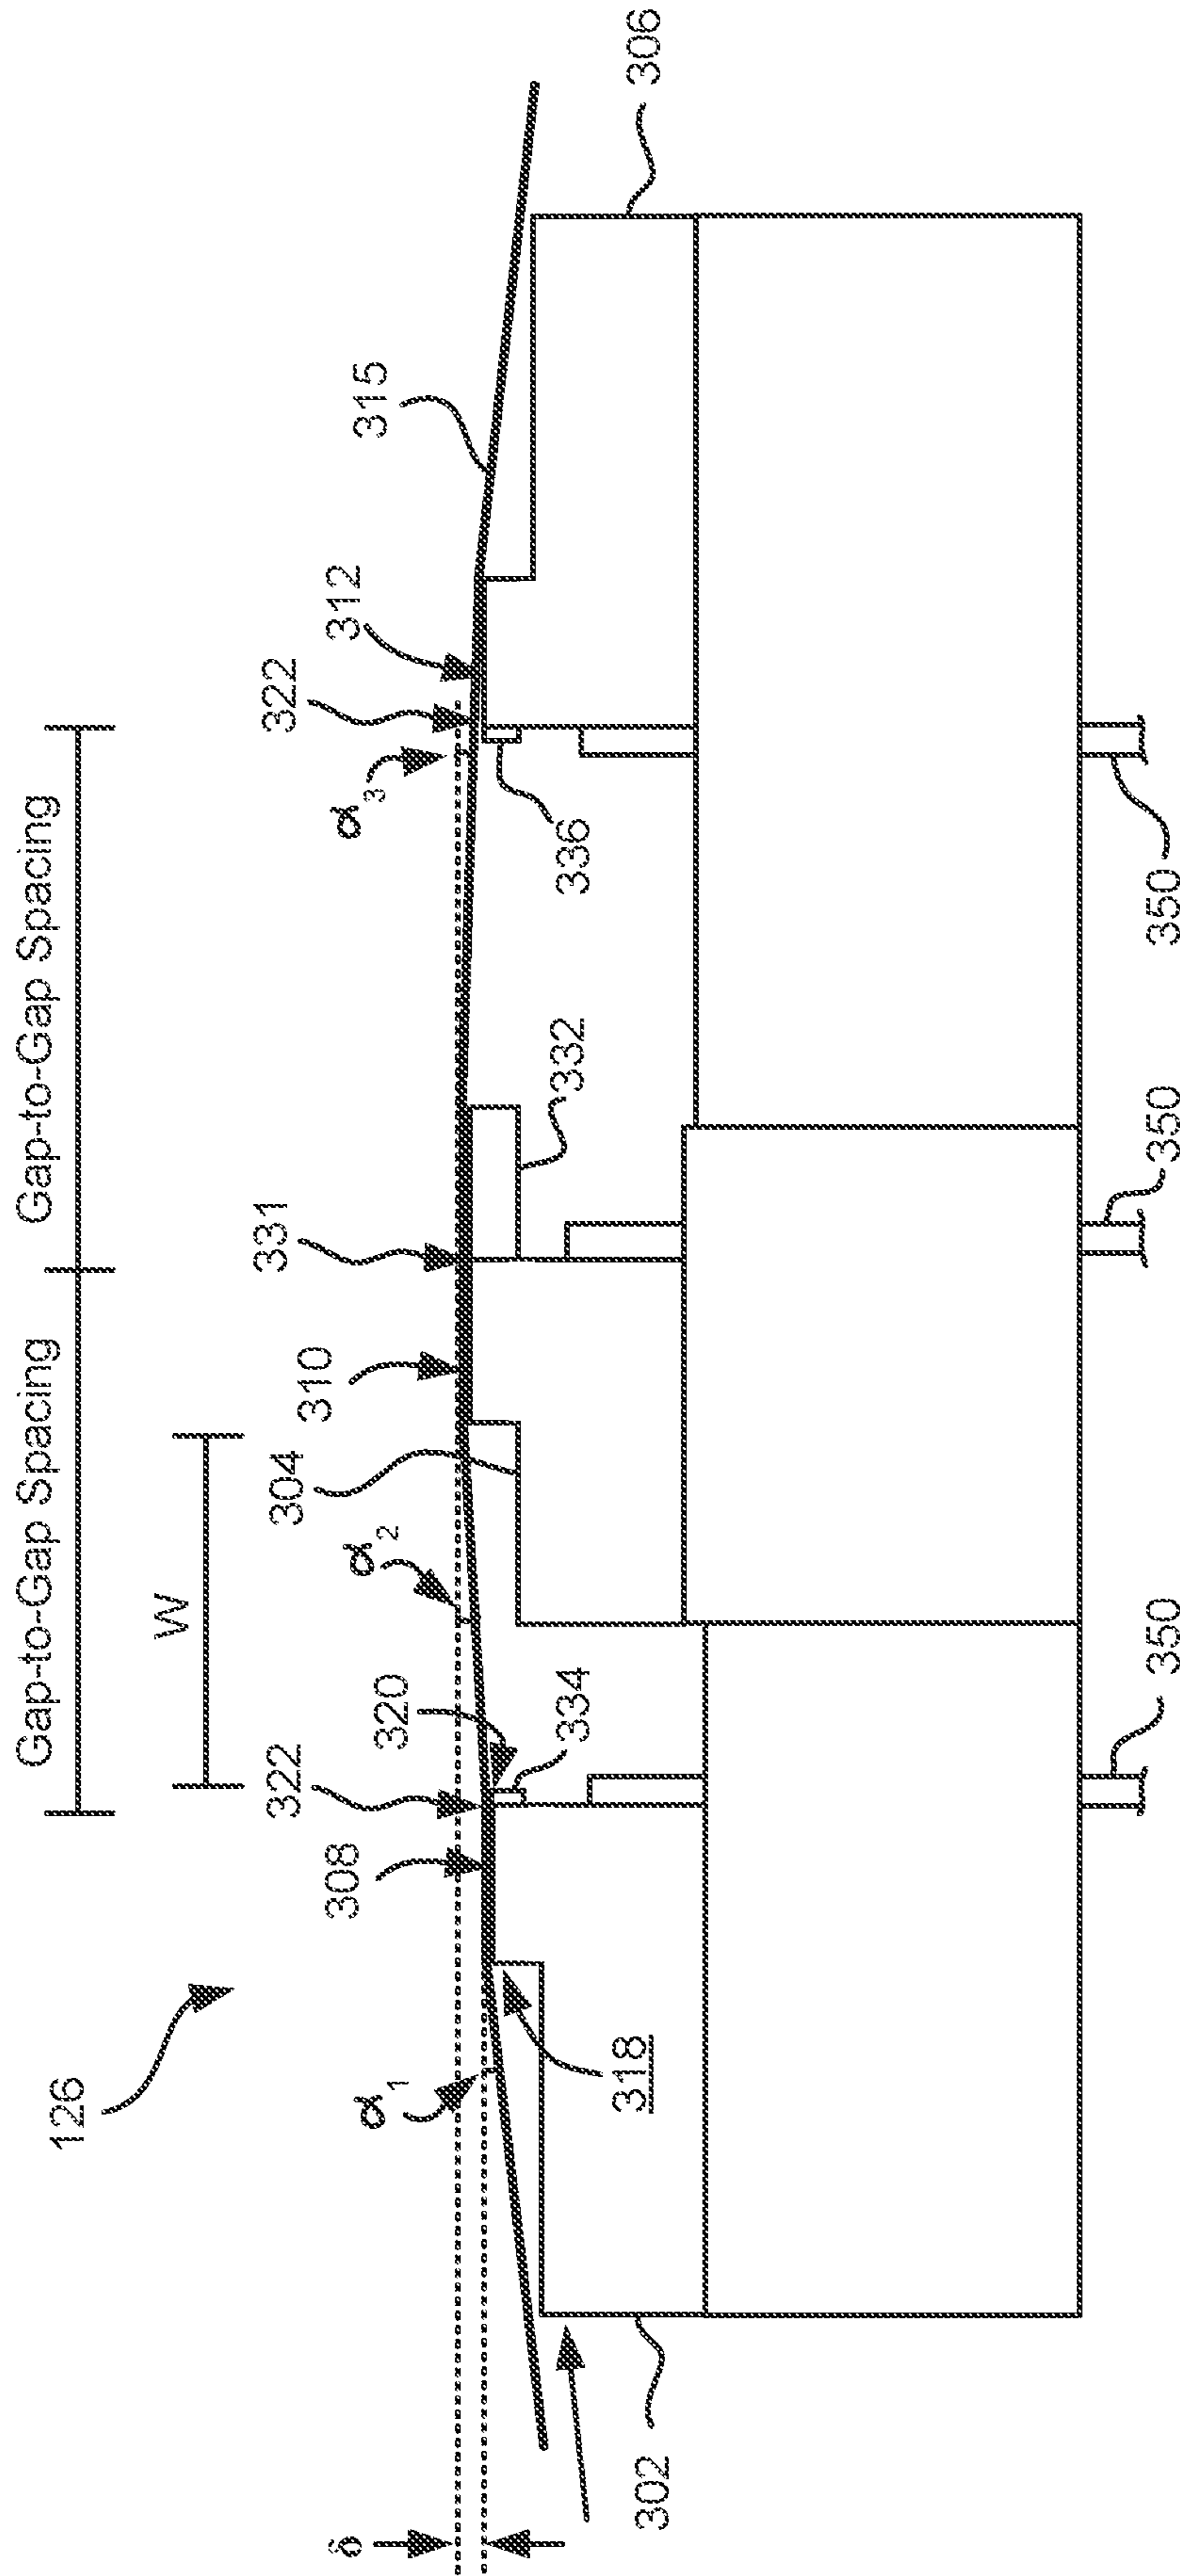 Gap-to-Gap Spacing
Gap-to-Gap Spacing
126
W
δ
α1
308
322
320
334
α2
304
310
331
332
α3
336
322
312
315
306
318
302
350
350
350